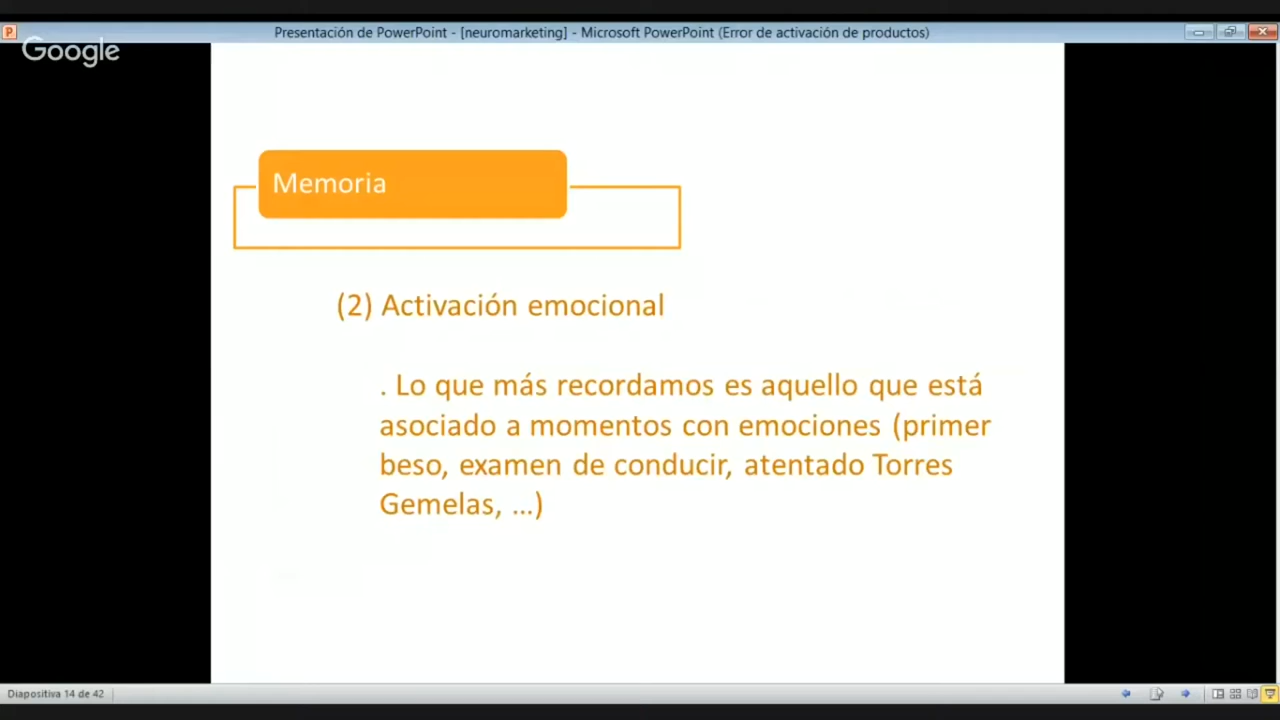 Presentación de PowerPoint - [neuromarketing] - Microsoft PowerPoint (Error de activación de productos)
Google
Memoria
(2) Activación emocional
. Lo que más recordamos es aquello que está
asociado a momentos con emociones (primer
beso, examen de conducir, atentado Torres
Gemelas, ...)
Diapositiva 14 de 42